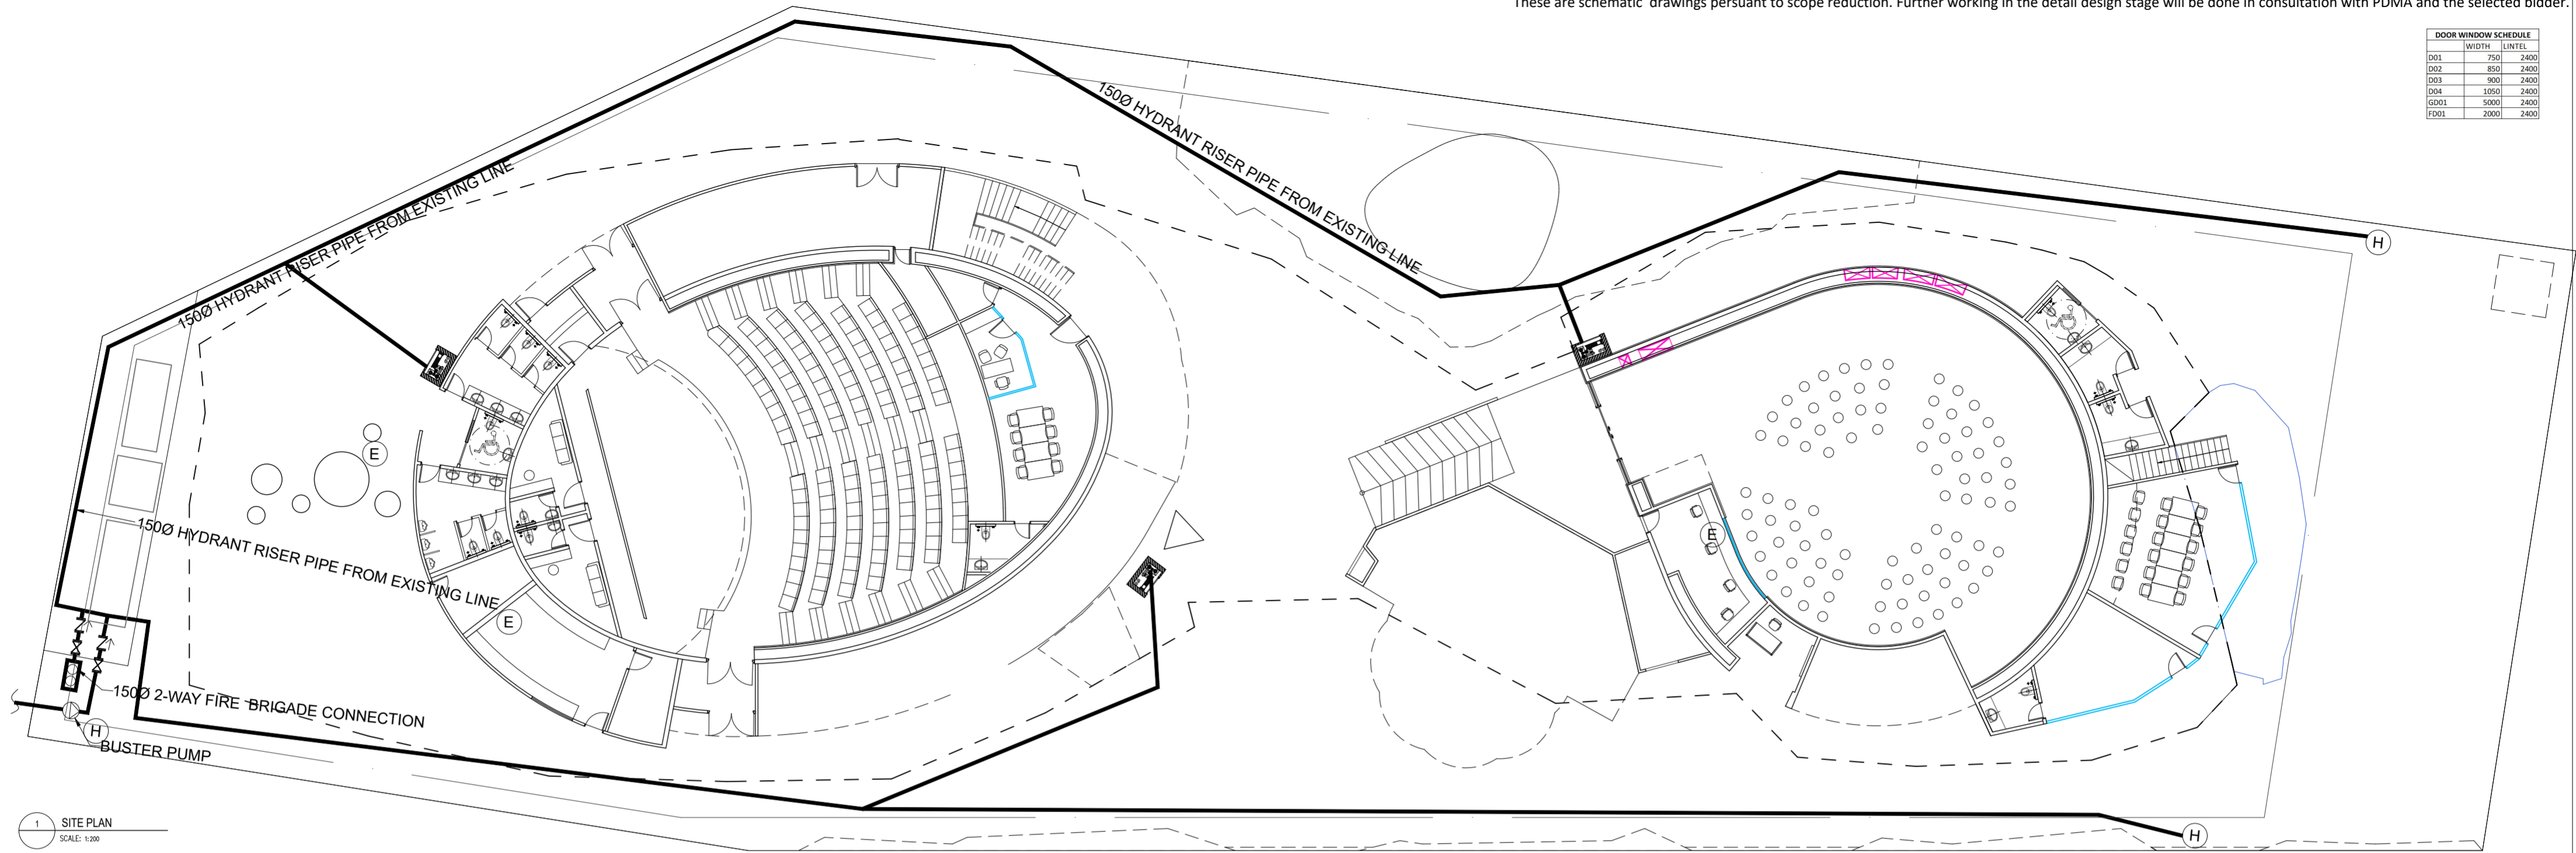 These are schematic drawings persuant to scope reduction. Further working in the detail design stage will be done in consultation with PDMA and the selected bidder.
DOOR WINDOW SCHEDULE
WIDTH LINTEL
D01 750 2400
D02 850 2400
D03 900 2400
D04 1050 2400
GD01 5000 2400
FD01 2000 2400
150Ø HYDRANT RISER PIPE FROM EXISTING LINE
150Ø HYDRANT RISER PIPE FROM EXISTING LINE
H
E
E
150Ø HYDRANT RISER PIPE FROM EXISTING LINE
E
150Ø 2-WAY FIRE BRIGADE CONNECTION
H
BUSTER PUMP
H
1 SITE PLAN
SCALE: 1:200